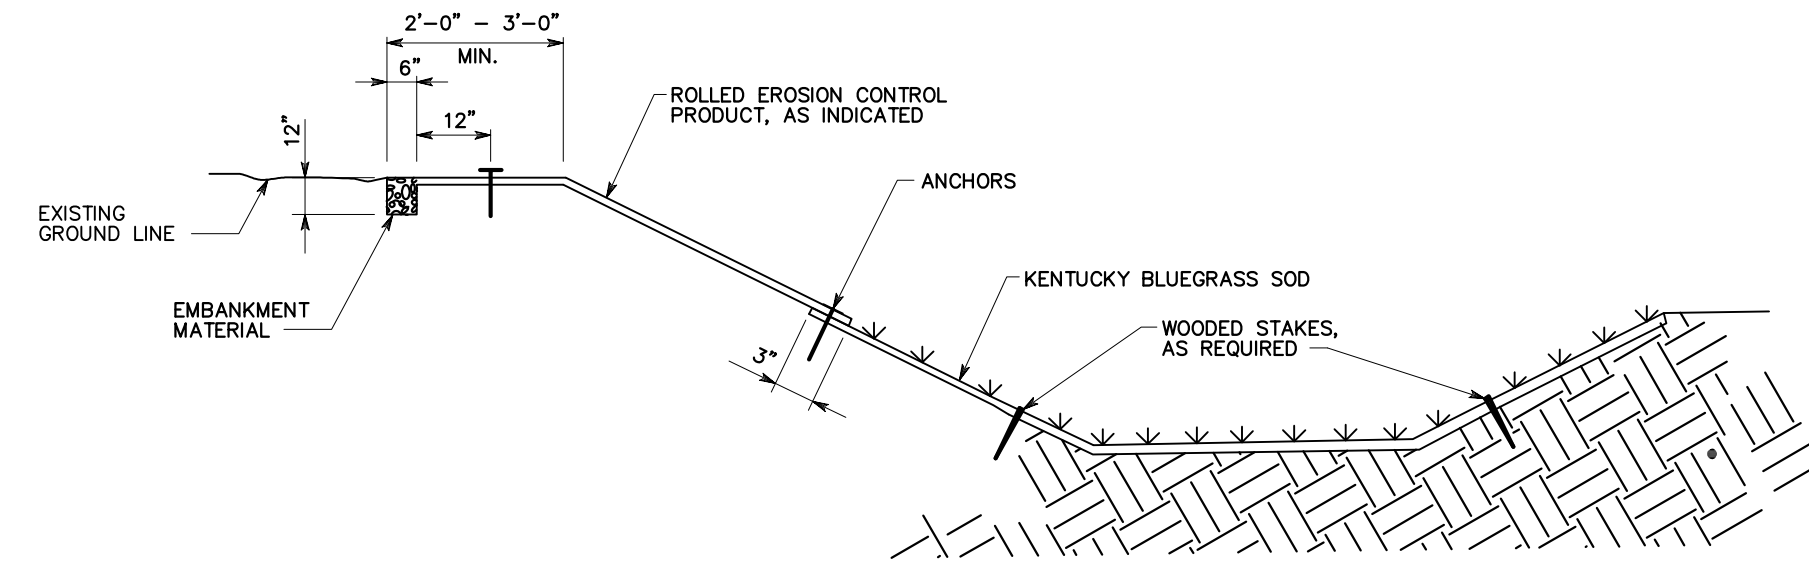 2'-0" - 3'-0"
MIN.
6"
12"
12"
ROLLED EROSION CONTROL
PRODUCT, AS INDICATED
ANCHORS
EXISTING
GROUND LINE
EMBANKMENT
MATERIAL
KENTUCKY BLUEGRASS SOD
WOODED STAKES,
AS REQUIRED
3"